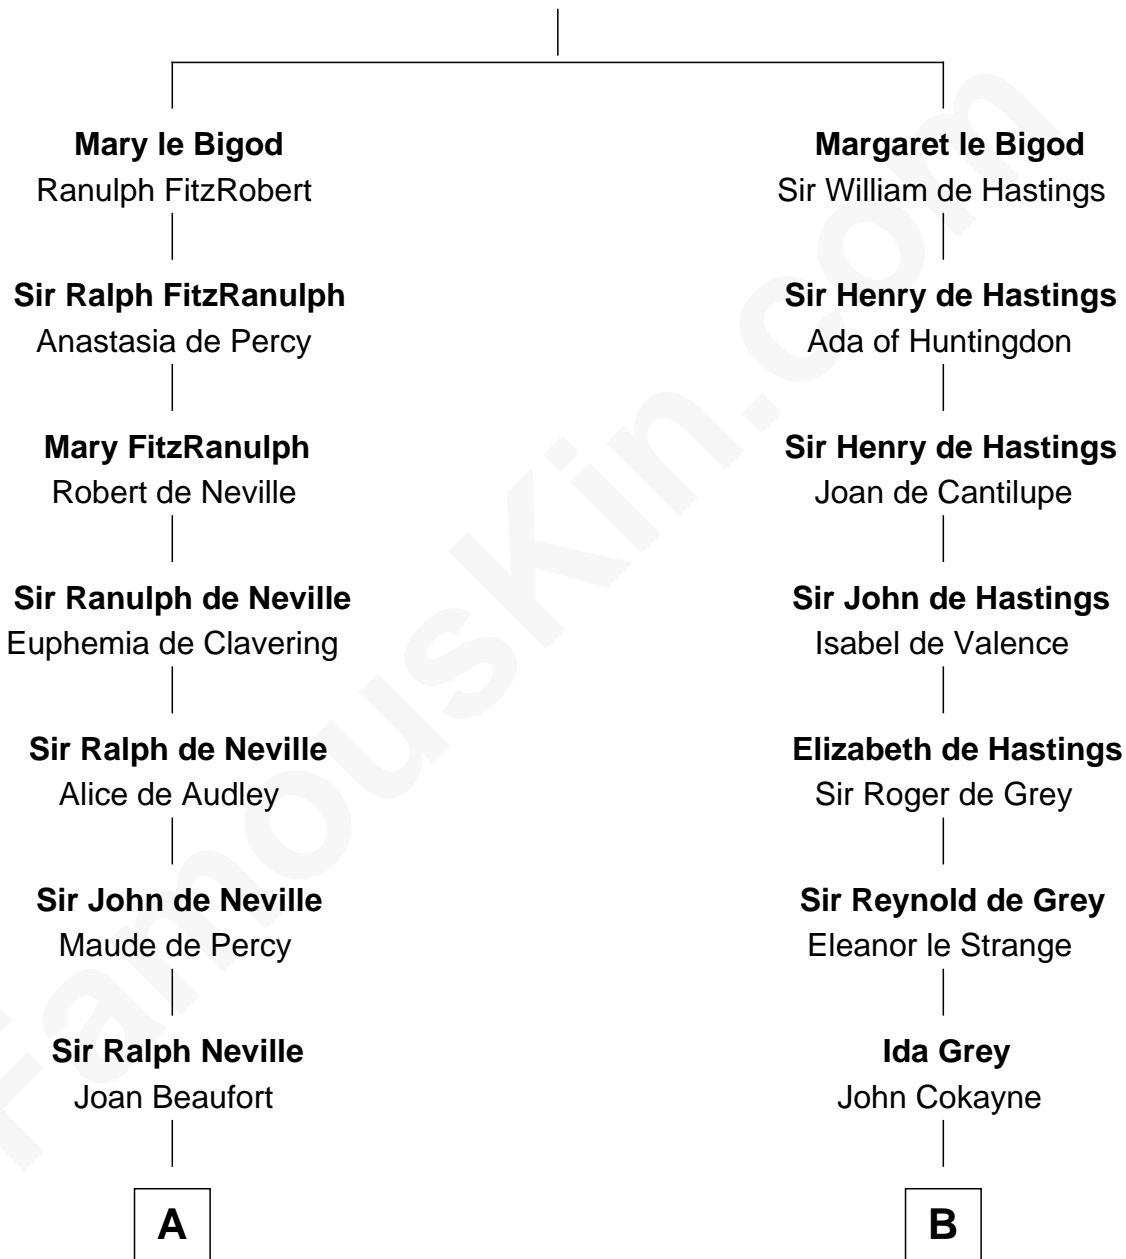 Mary le Bigod
Ranulph FitzRobert
Sir Ralph FitzRanulph
Anastasia de Percy
Mary FitzRanulph
Robert de Neville
Sir Ranulph de Neville
Euphemia de Clavering
Sir Ralph de Neville
Alice de Audley
Sir John de Neville
Maude de Percy
Sir Ralph Neville
Joan Beaufort
A
Margaret le Bigod
Sir William de Hastings
Sir Henry de Hastings
Ada of Huntingdon
Sir Henry de Hastings
Joan de Cantilupe
Sir John de Hastings
Isabel de Valence
Elizabeth de Hastings
Sir Roger de Grey
Sir Reynold de Grey
Eleanor le Strange
Ida Grey
John Cokayne
B
FamousKin.com